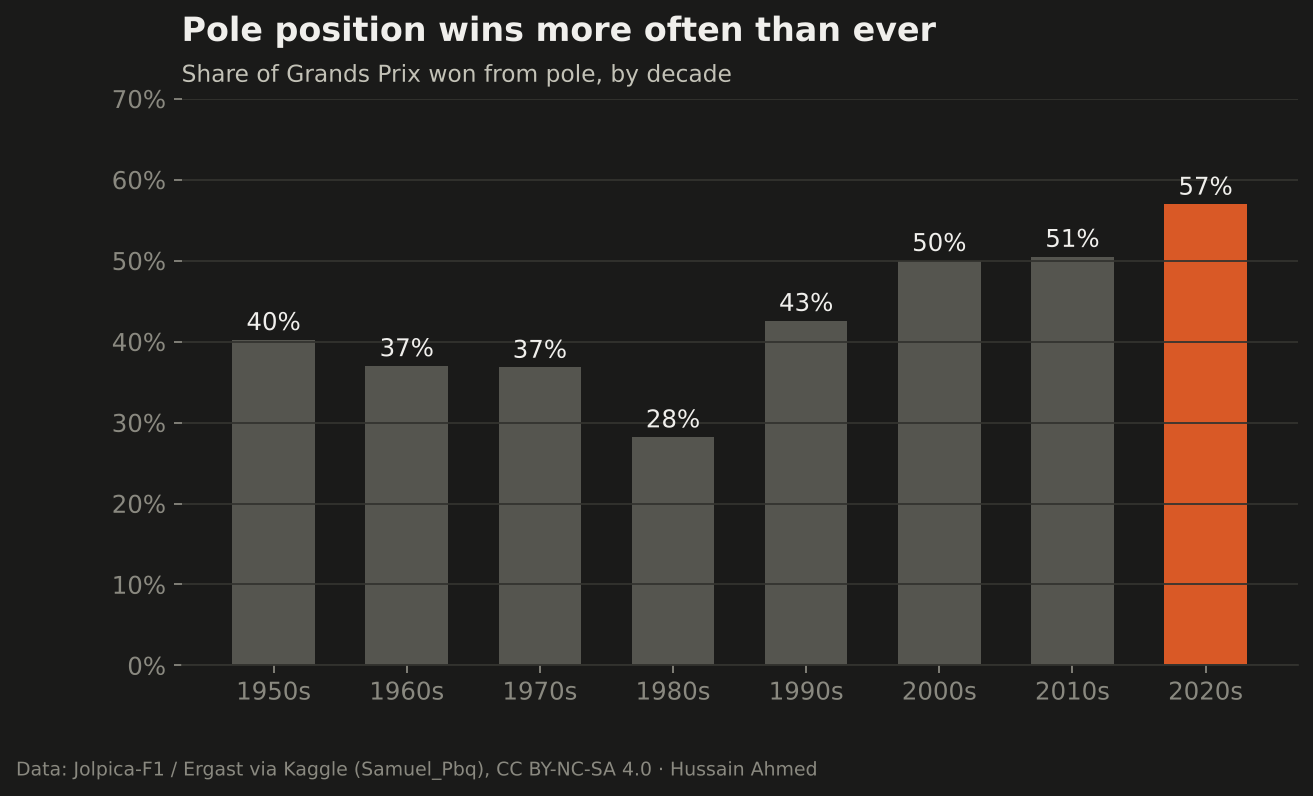 Pole position wins more often than ever
Share of Grands Prix won from pole, by decade
70%
60%
50%
40%
30%
20%
10%
0%
40%
37%
37%
28%
43%
50%
51%
57%
1950s
1960s
1970s
1980s
1990s
2000s
2010s
2020s
Data: Jolpica-F1 / Ergast via Kaggle (Samuel_Pbq), CC BY-NC-SA 4.0 · Hussain Ahmed